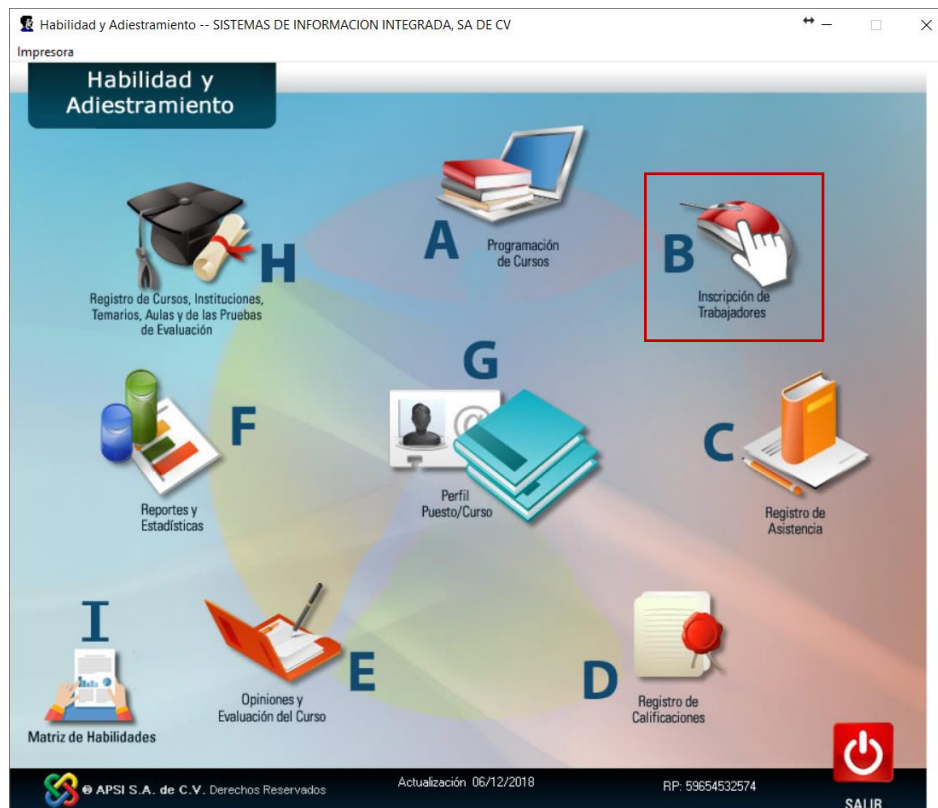 Habilidad y Adiestramiento -- SISTEMAS DE INFORMACION INTEGRADA, SA DE CV
Impresora
Habilidad y
Adiestramiento
A
Programación
de Cursos
B
Inscripción de
Trabajadores
H
Registro de Cursos, Instituciones,
Temarios, Aulas y de las Pruebas
de Evaluación
G
Perfil
Puesto/Curso
F
Reportes y
Estadísticas
C
Registro de
Asistencia
I
Matriz de Habilidades
E
Opiniones y
Evaluación del Curso
D
Registro de
Calificaciones
® APSI S.A. de C.V. Derechos Reservados
Actualización 06/12/2018
RP: 59654532574
SALIR